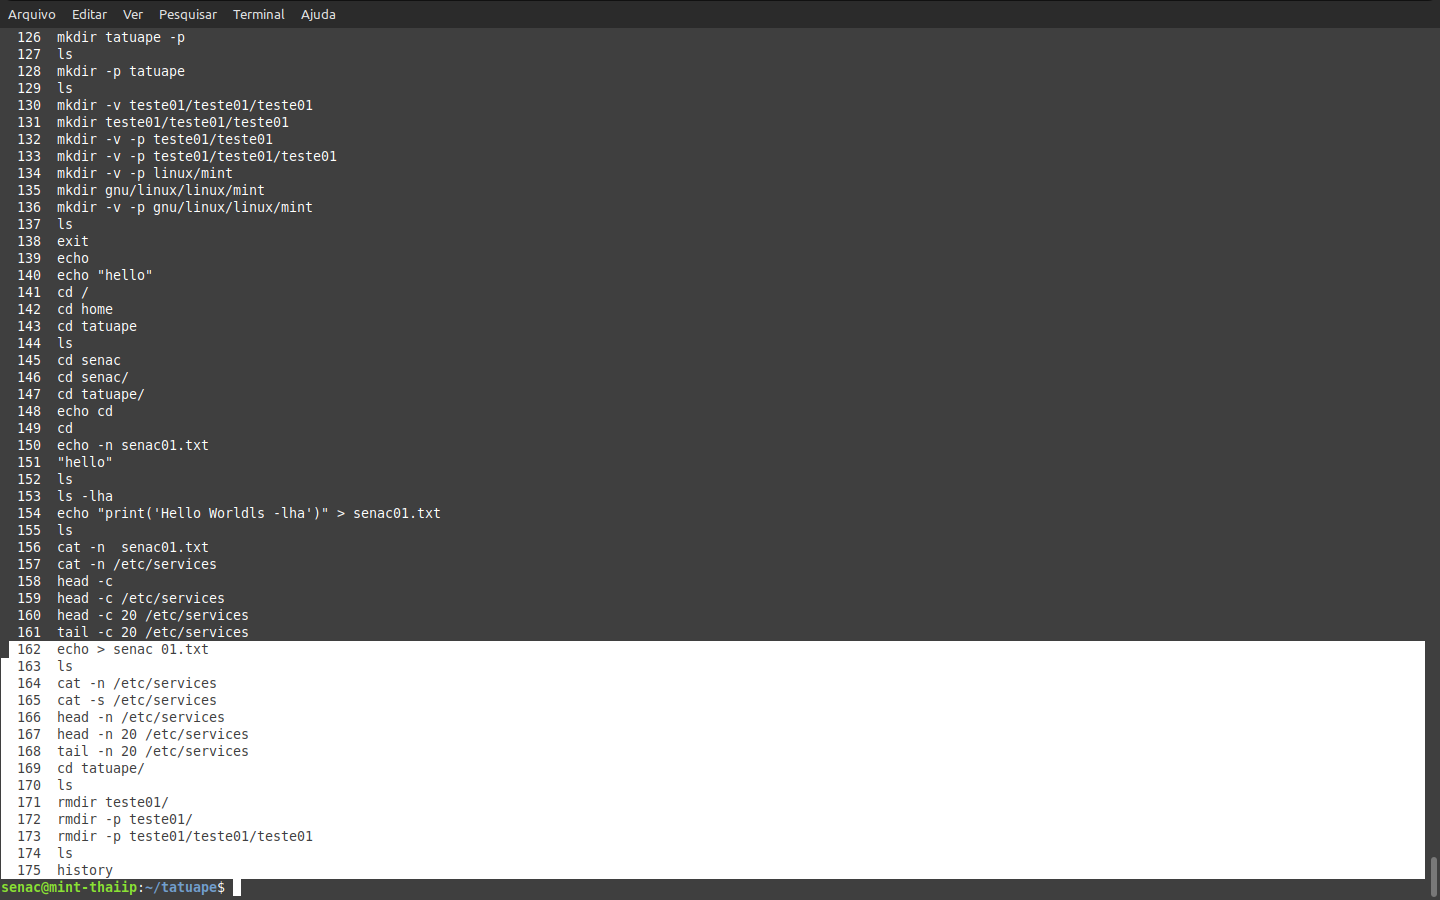 Arquivo Editar Ver Pesquisar Terminal Ajuda
126 mkdir tatuape -p
127 ls
128 mkdir -p tatuape
129 ls
130 mkdir -v teste01/teste01/teste01
131 mkdir teste01/teste01/teste01
132 mkdir -v -p teste01/teste01
133 mkdir -v -p teste01/teste01/teste01
134 mkdir -v -p linux/mint
135 mkdir gnu/linux/linux/mint
136 mkdir -v -p gnu/linux/linux/mint
137 ls
138 exit
139 echo
140 echo "hello"
141 cd /
142 cd home
143 cd tatuape
144 ls
145 cd senac
146 cd senac/
147 cd tatuape/
148 echo cd
149 cd
150 echo -n senac01.txt
151 "hello"
152 ls
153 ls -lha
154 echo "print('Hello Worldls -lha')" > senac01.txt
155 ls
156 cat -n  senac01.txt
157 cat -n /etc/services
158 head -c
159 head -c /etc/services
160 head -c 20 /etc/services
161 tail -c 20 /etc/services
162 echo > senac 01.txt
163 ls
164 cat -n /etc/services
165 cat -s /etc/services
166 head -n /etc/services
167 head -n 20 /etc/services
168 tail -n 20 /etc/services
169 cd tatuape/
170 ls
171 rmdir teste01/
172 rmdir -p teste01/
173 rmdir -p teste01/teste01/teste01
174 ls
175 history
senac@mint-thaiip:~/tatuape$